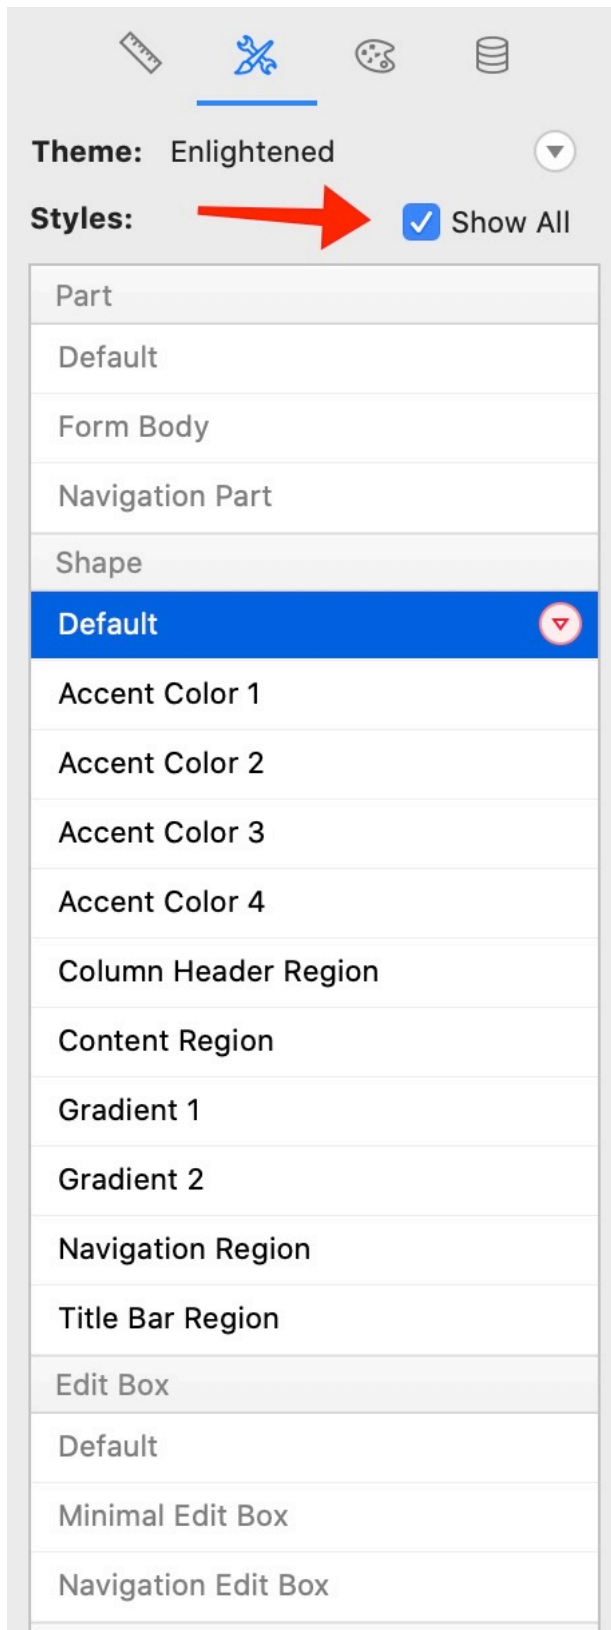 Theme: Enlightened
Styles: Show All
Part
Default
Form Body
Navigation Part
Shape
Default
Accent Color 1
Accent Color 2
Accent Color 3
Accent Color 4
Column Header Region
Content Region
Gradient 1
Gradient 2
Navigation Region
Title Bar Region
Edit Box
Default
Minimal Edit Box
Navigation Edit Box